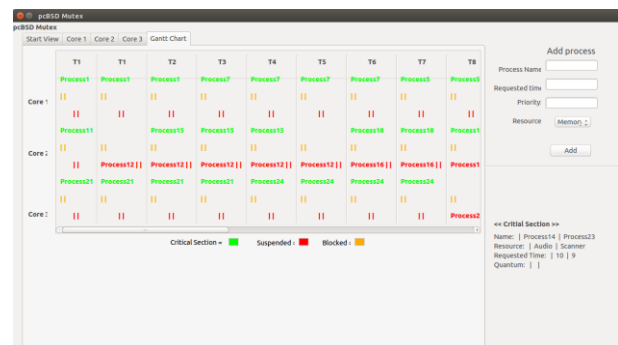 pcBSD Mutex
pcBSD Mutex
Start View Core 1 Core 2 Core 3 Gantt Chart
T1 T1 T2 T3 T4 T5 T6 T7 T8
Process1 Process1 Process1 Process7 Process7 Process7 Process7 Process5 Process5
Core 1
|| || || || || || || || ||
|| || || || || || || || ||
Process11 Process15 Process15 Process15 Process18 Process18 Process1
Core 2
|| || || || || || || || ||
|| Process12 || Process12 || Process12 || Process12 || Process12 || Process16 || Process16 || Process1
Process21 Process21 Process21 Process21 Process24 Process24 Process24 Process24
|| || || || || || || || ||
Core 3
|| || || || || || || || Process2
Critical Section = Suspended : Blocked :
Add process
Process Name
Requested time
Priority
Resource Memory
Add
<< Critial Section >>
Name: | Process14 | Process23
Resource: | Audio | Scanner
Requested Time: | 10 | 9
Quantum: | |